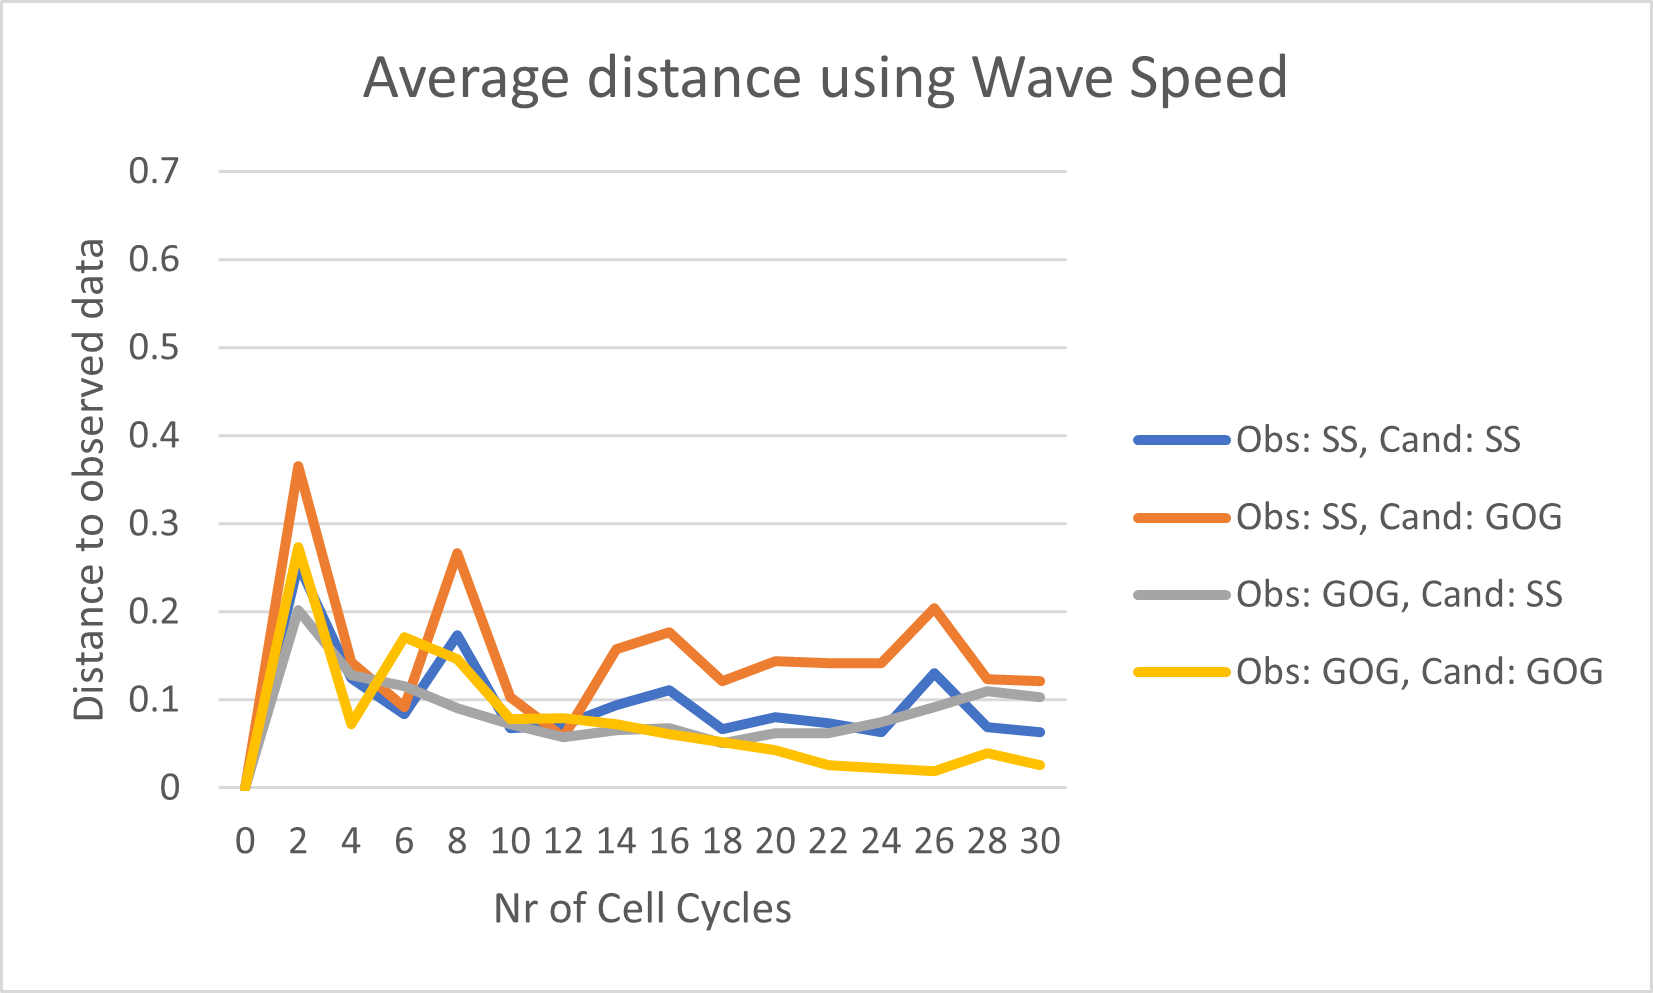 Average distance using Wave Speed
Distance to observed data
0.7
0.6
0.5
0.4
0.3
0.2
0.1
0
0 2 4 6 8 10 12 14 16 18 20 22 24 26 28 30
Nr of Cell Cycles
Obs: SS, Cand: SS
Obs: SS, Cand: GOG
Obs: GOG, Cand: SS
Obs: GOG, Cand: GOG